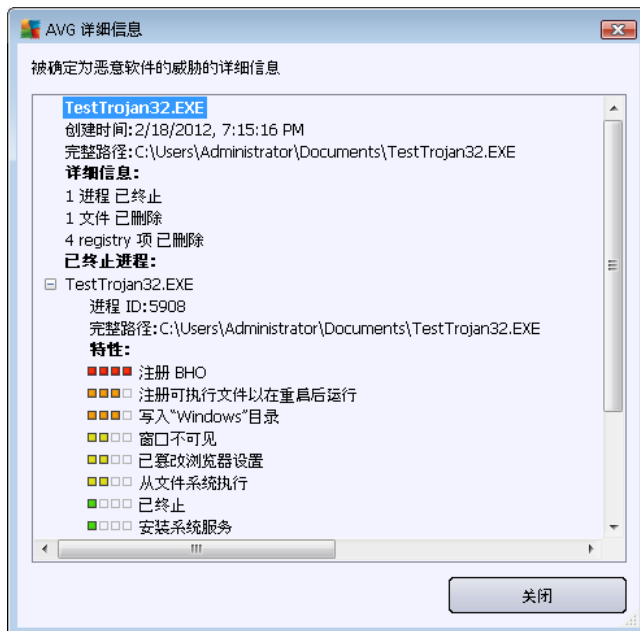 AVG 详细信息
被确定为恶意软件的威胁的详细信息
TestTrojan32.EXE
创建时间:2/18/2012, 7:15:16 PM
完整路径:C:\Users\Administrator\Documents\TestTrojan32.EXE
详细信息:
1 进程 已终止
1 文件 已删除
4 registry 项 已删除
已终止进程:
TestTrojan32.EXE
进程 ID:5908
完整路径:C:\Users\Administrator\Documents\TestTrojan32.EXE
特性:
注册 BHO
注册可执行文件以在重启后运行
写入“Windows”目录
窗口不可见
已篡改浏览器设置
从文件系统执行
已终止
安装系统服务
关闭